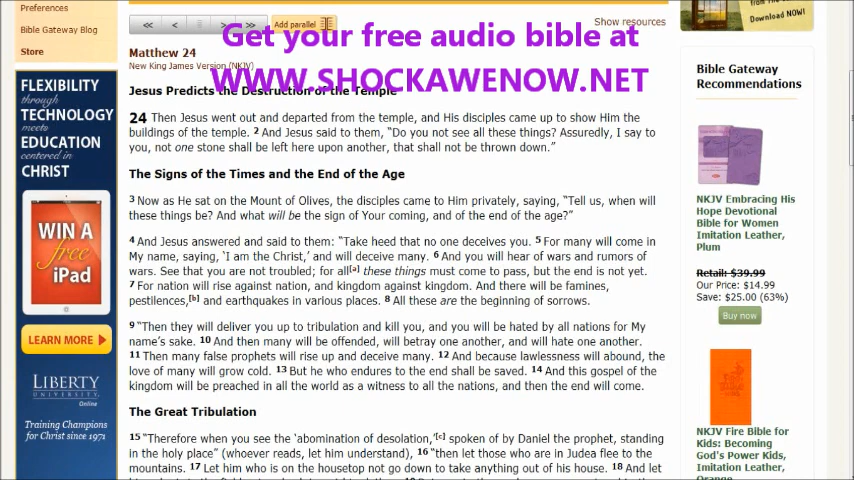 Preferences
Bible Gateway Blog
Store
FLEXIBILITY
through
TECHNOLOGY
meets
EDUCATION
centered in
CHRIST
WIN A
free
iPad
LEARN MORE
LIBERTY
UNIVERSITY
Online
Training Champions
for Christ since 1971
Add parallel
Show resources
Get your free audio bible at
WWW.SHOCKAWENOW.NET
Matthew 24
New King James Version (NKJV)
Jesus Predicts the Destruction of the Temple
24 Then Jesus went out and departed from the temple, and His disciples came up to show Him the
buildings of the temple. 2 And Jesus said to them, “Do you not see all these things? Assuredly, I say to
you, not one stone shall be left here upon another, that shall not be thrown down.”
The Signs of the Times and the End of the Age
3 Now as He sat on the Mount of Olives, the disciples came to Him privately, saying, “Tell us, when will
these things be? And what will be the sign of Your coming, and of the end of the age?”
4 And Jesus answered and said to them: “Take heed that no one deceives you. 5 For many will come in
My name, saying, ‘I am the Christ,’ and will deceive many. 6 And you will hear of wars and rumors of
wars. See that you are not troubled; for all[a] these things must come to pass, but the end is not yet.
7 For nation will rise against nation, and kingdom against kingdom. And there will be famines,
pestilences,[b] and earthquakes in various places. 8 All these are the beginning of sorrows.
9 “Then they will deliver you up to tribulation and kill you, and you will be hated by all nations for My
name’s sake. 10 And then many will be offended, will betray one another, and will hate one another.
11 Then many false prophets will rise up and deceive many. 12 And because lawlessness will abound, the
love of many will grow cold. 13 But he who endures to the end shall be saved. 14 And this gospel of the
kingdom will be preached in all the world as a witness to all the nations, and then the end will come.
The Great Tribulation
15 “Therefore when you see the ‘abomination of desolation,’[c] spoken of by Daniel the prophet, standing
in the holy place” (whoever reads, let him understand), 16 “then let those who are in Judea flee to the
mountains. 17 Let him who is on the housetop not go down to take anything out of his house. 18 And let
Download NOW!
Bible Gateway
Recommendations
NKJV Embracing His
Hope Devotional
Bible for Women
Imitation Leather,
Plum
Retail: $39.99
Our Price: $14.99
Save: $25.00 (63%)
Buy now
NKJV Fire Bible for
Kids: Becoming
God's Power Kids,
Imitation Leather,
Orange